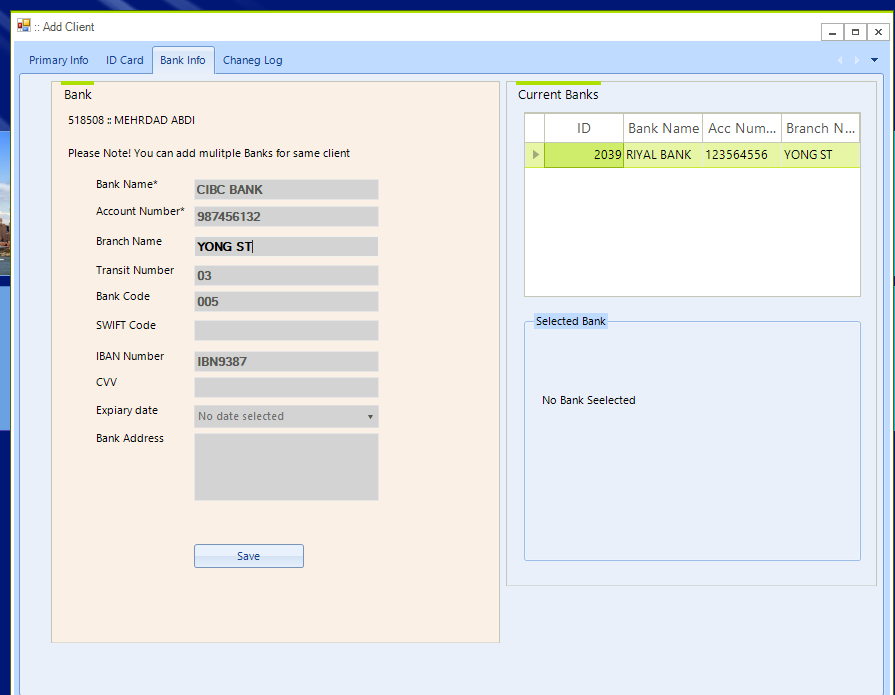 :: Add Client
Primary Info ID Card Bank Info Chaneg Log
Bank
518508 :: MEHRDAD ABDI
Please Note! You can add mulitple Banks for same client
Bank Name* CIBC BANK
Account Number* 987456132
Branch Name YONG ST
Transit Number 03
Bank Code 005
SWIFT Code
IBAN Number IBN9387
CVV
Expiary date No date selected
Bank Address
Save
Current Banks
ID Bank Name Acc Num... Branch N...
2039 RIYAL BANK 123564556 YONG ST
Selected Bank
No Bank Seelected